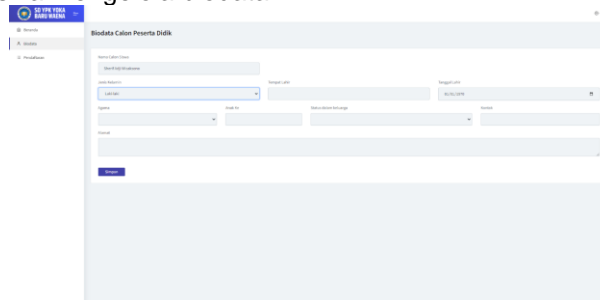 SD YPK YOKA
BARU WAENA
Beranda
Biodata
Pendaftaran
Biodata Calon Peserta Didik
Nama Calon Siswa
Jenis Kelamin
Tempat Lahir
Tanggal Lahir
Laki-laki
Agama
Anak ke
Status dalam keluarga
Kontak
Alamat
Simpan